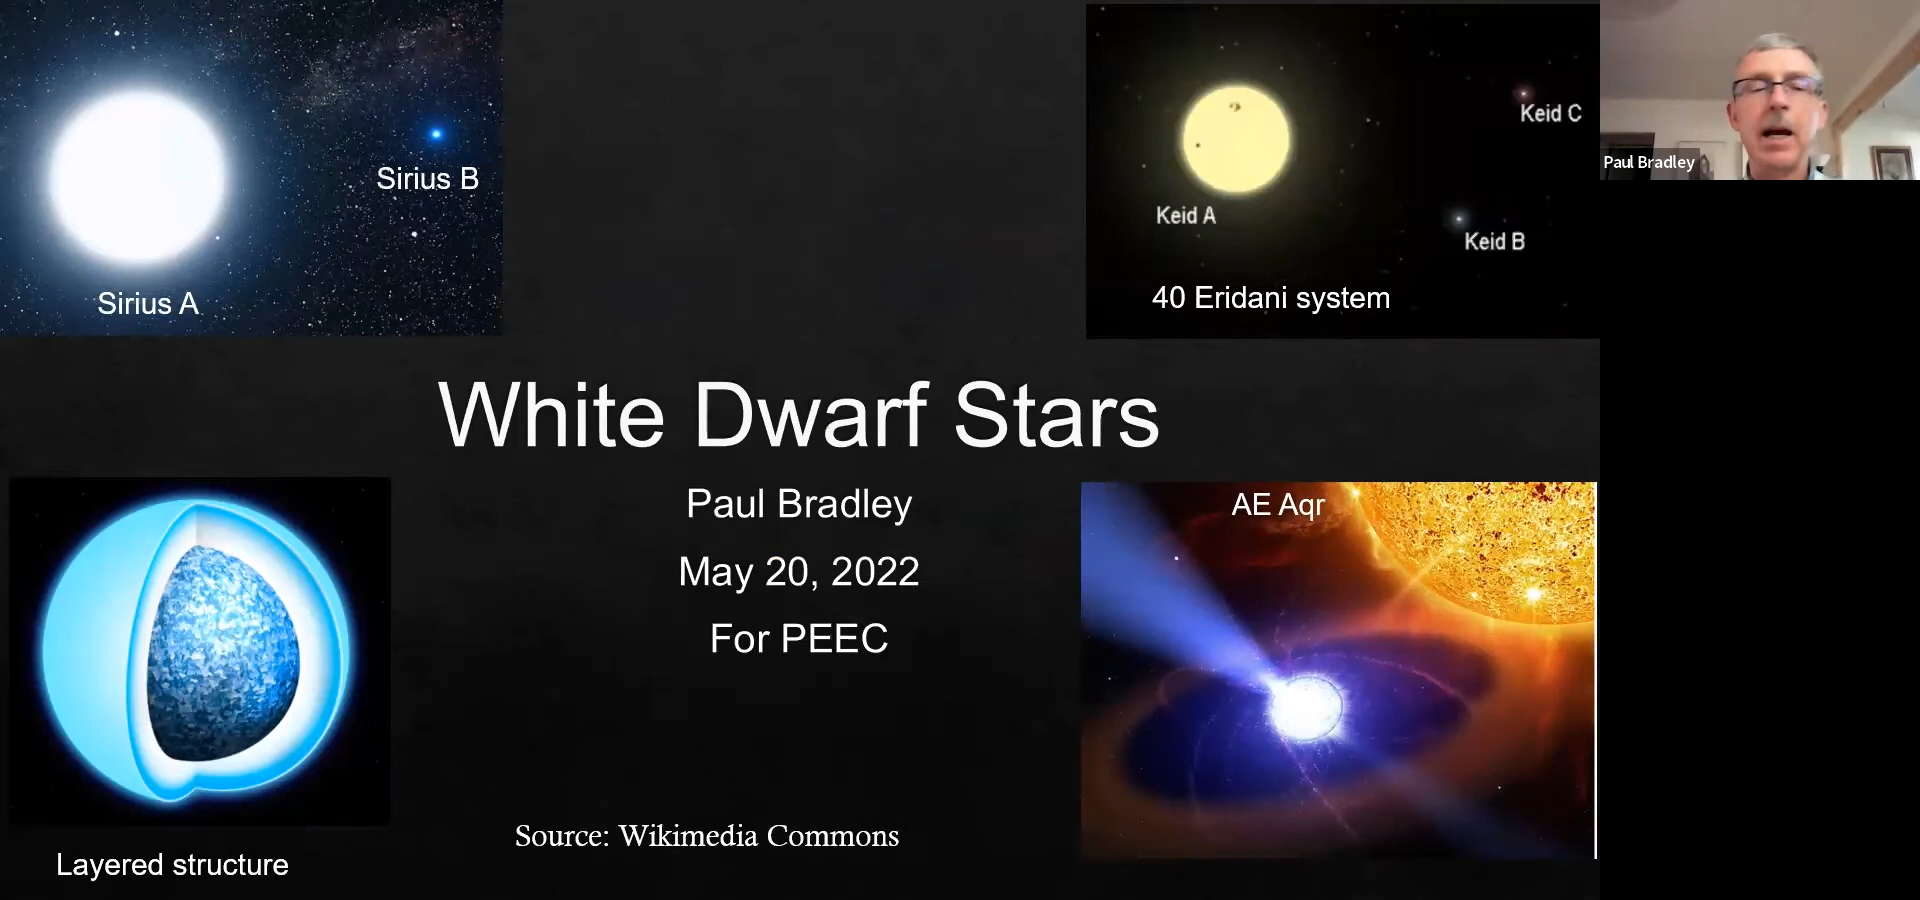 Sirius B
Sirius A
Keid C
Keid A
Keid B
40 Eridani system
Paul Bradley
White Dwarf Stars
Paul Bradley
May 20, 2022
For PEEC
AE Aqr
Source: Wikimedia Commons
Layered structure